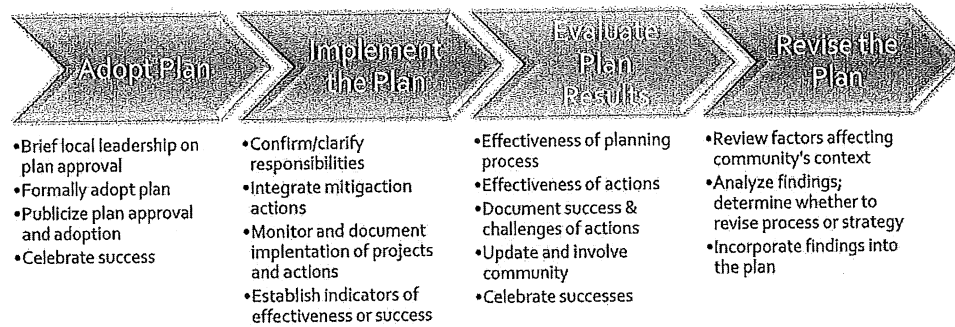 Adopt Plan
•Brief local leadership on
plan approval
•Formally adopt plan
•Publicize plan approval
and adoption
•Celebrate success
Implement
the Plan
•Confirm/clarify
responsibilities
•Integrate mitigaction
actions
•Monitor and document
implentation of projects
and actions
•Establish indicators of
effectiveness or success
Evaluate
Plan
Results
•Effectiveness of planning
process
•Effectiveness of actions
•Document success &
challenges of actions
•Update and involve
community
•Celebrate successes
Revise the
Plan
•Review factors affecting
community's context
•Analyze findings;
determine whether to
revise process or strategy
•Incorporate findings into
the plan